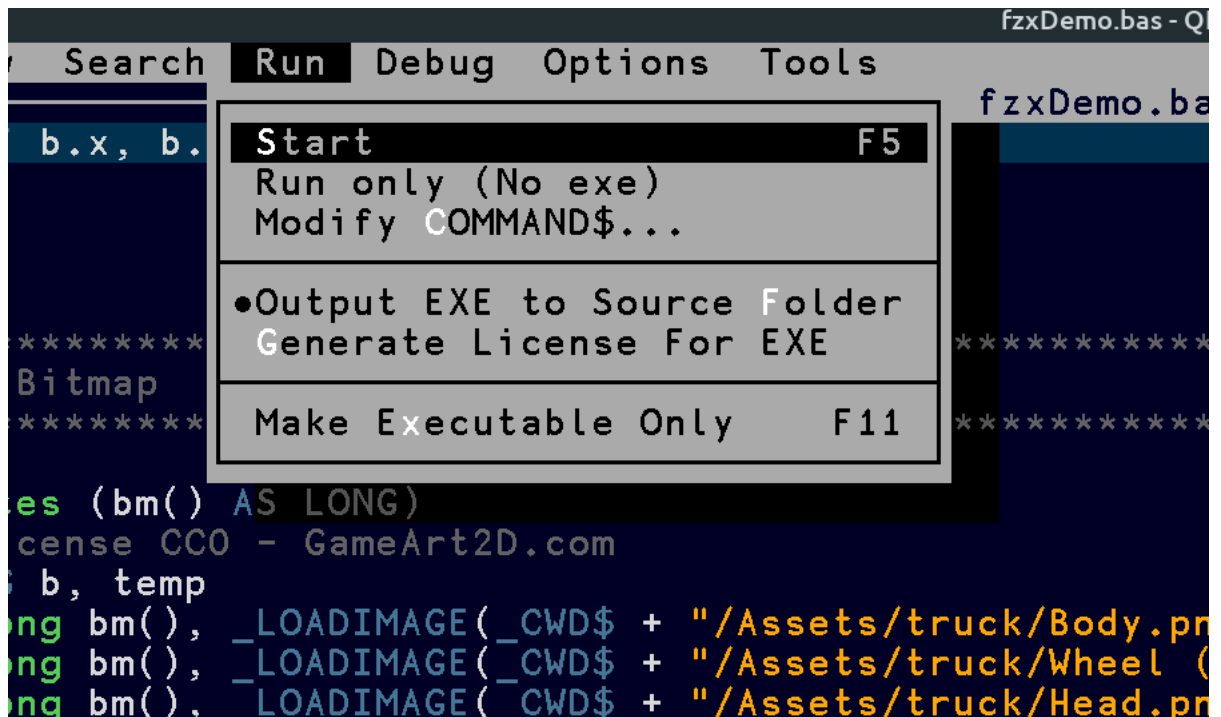 fzxDemo.bas -
Search Run Debug Options Tools
fzxDemo.ba
b.x, b.
Start F5
Run only (No exe)
Modify COMMAND$...
●Output EXE to Source Folder
*******************
Generate License For EXE
Bitmap
*******************
Make Executable Only F11
es (bm() AS LONG)
cense CC0 - GameArt2D.com
b, temp
ng bm(), _LOADIMAGE(_CWD$ + "/Assets/truck/Body.pn
ng bm(), _LOADIMAGE(_CWD$ + "/Assets/truck/Wheel (
ng bm(), _LOADIMAGE(_CWD$ + "/Assets/truck/Head.pn